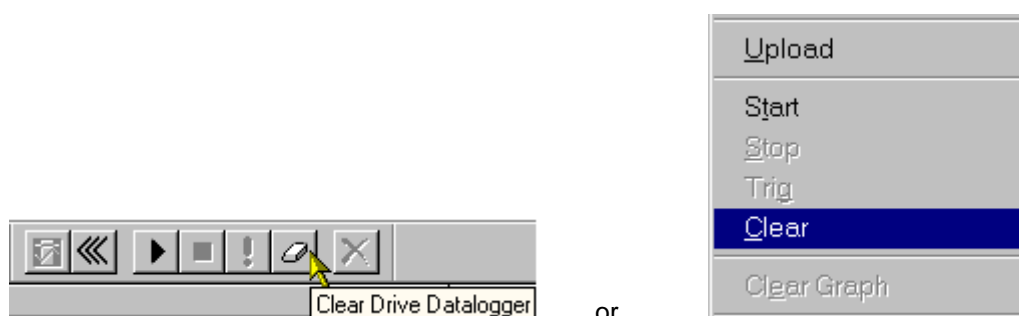 Clear Drive Datalogger
or
Upload
Start
Stop
Trig
Clear
Clear Graph